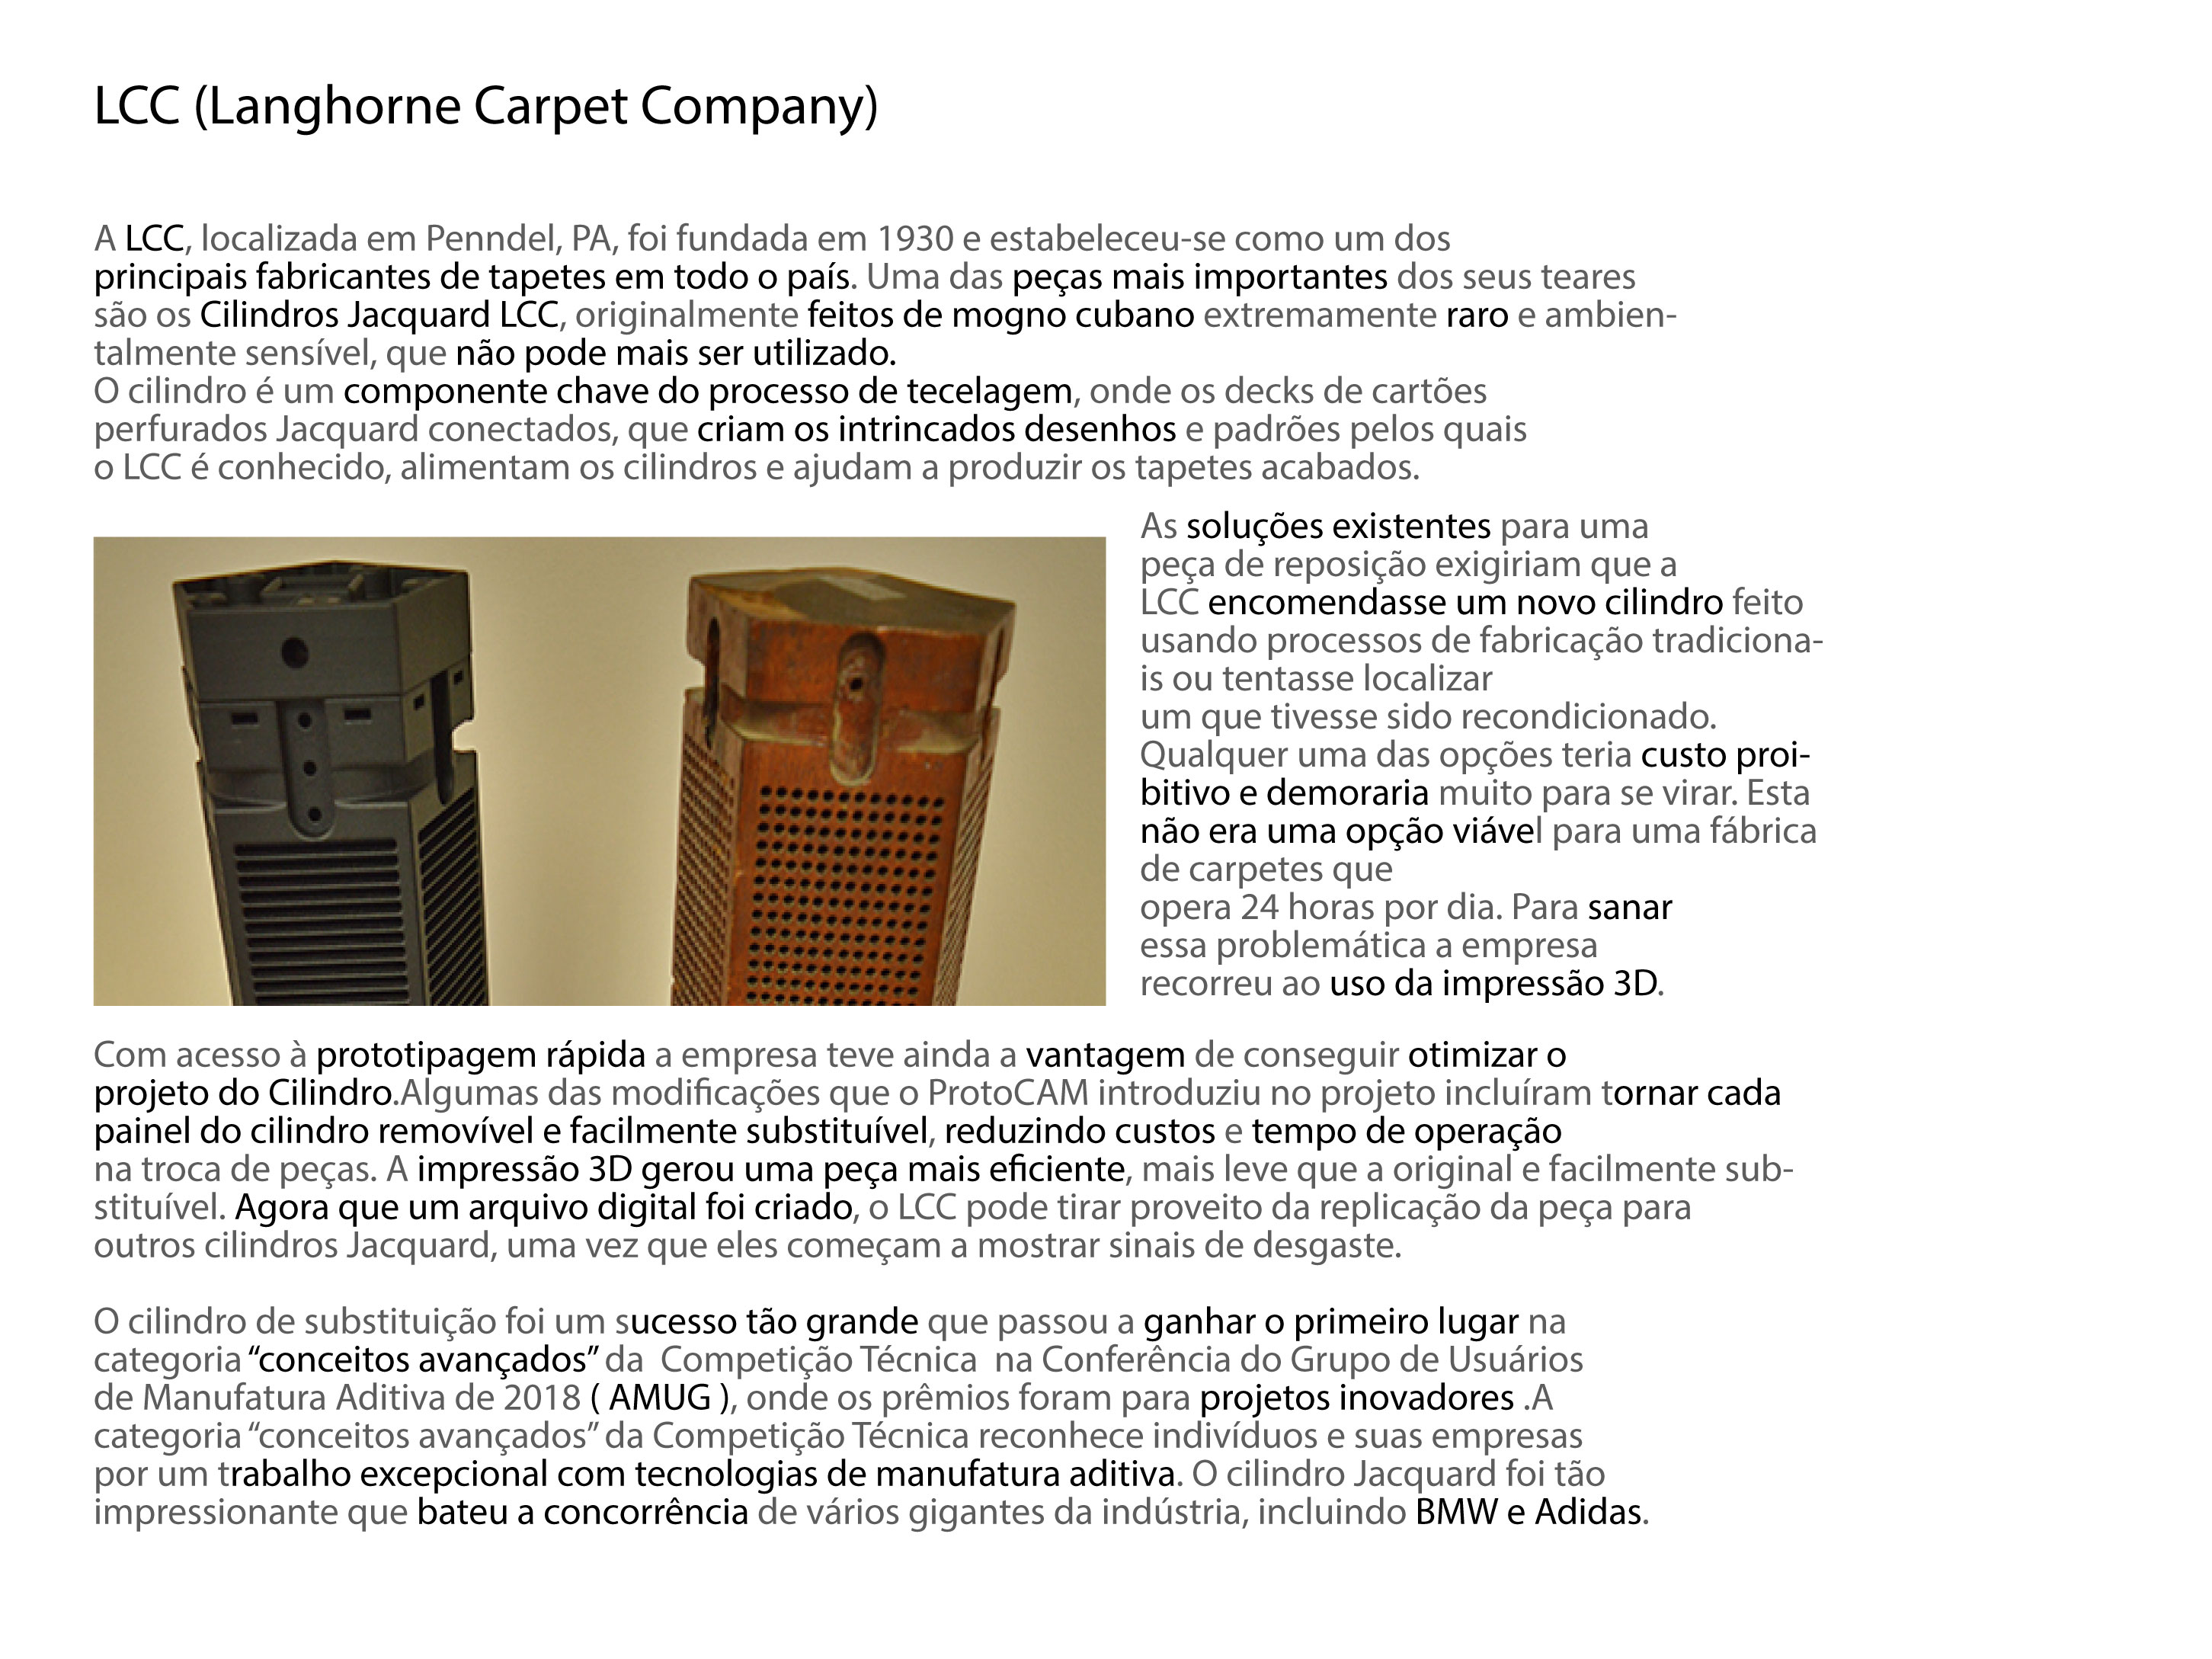 LCC (Langhorne Carpet Company)
A LCC, localizada em Penndel, PA, foi fundada em 1930 e estabeleceu-se como um dos
principais fabricantes de tapetes em todo o país. Uma das peças mais importantes dos seus teares
são os Cilindros Jacquard LCC, originalmente feitos de mogno cubano extremamente raro e ambien-
talmente sensível, que não pode mais ser utilizado.
O cilindro é um componente chave do processo de tecelagem, onde os decks de cartões
perfurados Jacquard conectados, que criam os intrincados desenhos e padrões pelos quais
o LCC é conhecido, alimentam os cilindros e ajudam a produzir os tapetes acabados.
As soluções existentes para uma
peça de reposição exigiriam que a
LCC encomendasse um novo cilindro feito
usando processos de fabricação tradiciona-
is ou tentasse localizar
um que tivesse sido recondicionado.
Qualquer uma das opções teria custo proi-
bitivo e demoraria muito para se virar. Esta
não era uma opção viável para uma fábrica
de carpetes que
opera 24 horas por dia. Para sanar
essa problemática a empresa
recorreu ao uso da impressão 3D.
Com acesso à prototipagem rápida a empresa teve ainda a vantagem de conseguir otimizar o
projeto do Cilindro.Algumas das modificações que o ProtoCAM introduziu no projeto incluíram tornar cada
painel do cilindro removível e facilmente substituível, reduzindo custos e tempo de operação
na troca de peças. A impressão 3D gerou uma peça mais eficiente, mais leve que a original e facilmente sub-
stituível. Agora que um arquivo digital foi criado, o LCC pode tirar proveito da replicação da peça para
outros cilindros Jacquard, uma vez que eles começam a mostrar sinais de desgaste.
O cilindro de substituição foi um sucesso tão grande que passou a ganhar o primeiro lugar na
categoria “conceitos avançados” da  Competição Técnica  na Conferência do Grupo de Usuários
de Manufatura Aditiva de 2018 ( AMUG ), onde os prêmios foram para projetos inovadores .A
categoria “conceitos avançados” da Competição Técnica reconhece indivíduos e suas empresas
por um trabalho excepcional com tecnologias de manufatura aditiva. O cilindro Jacquard foi tão
impressionante que bateu a concorrência de vários gigantes da indústria, incluindo BMW e Adidas.